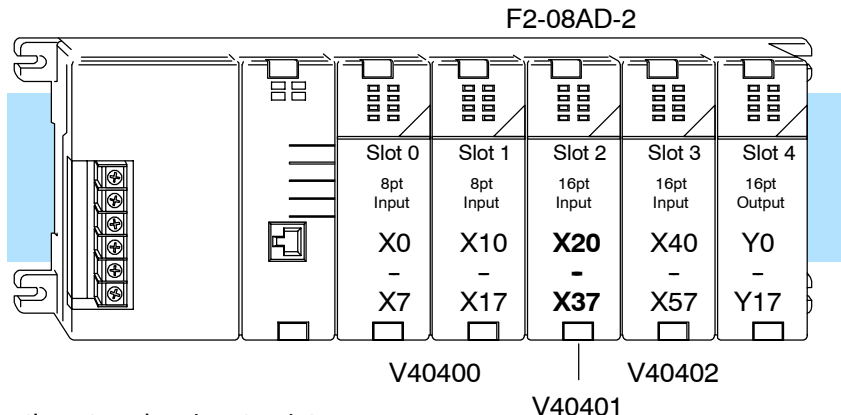 F2-08AD-2
Slot 0 Slot 1 Slot 2 Slot 3 Slot 4
8pt 8pt 16pt 16pt 16pt
Input Input Input Input Output
X0 X10 X20 X40 Y0
– – – – –
X7 X17 X37 X57 Y17
V40400 V40402
V40401